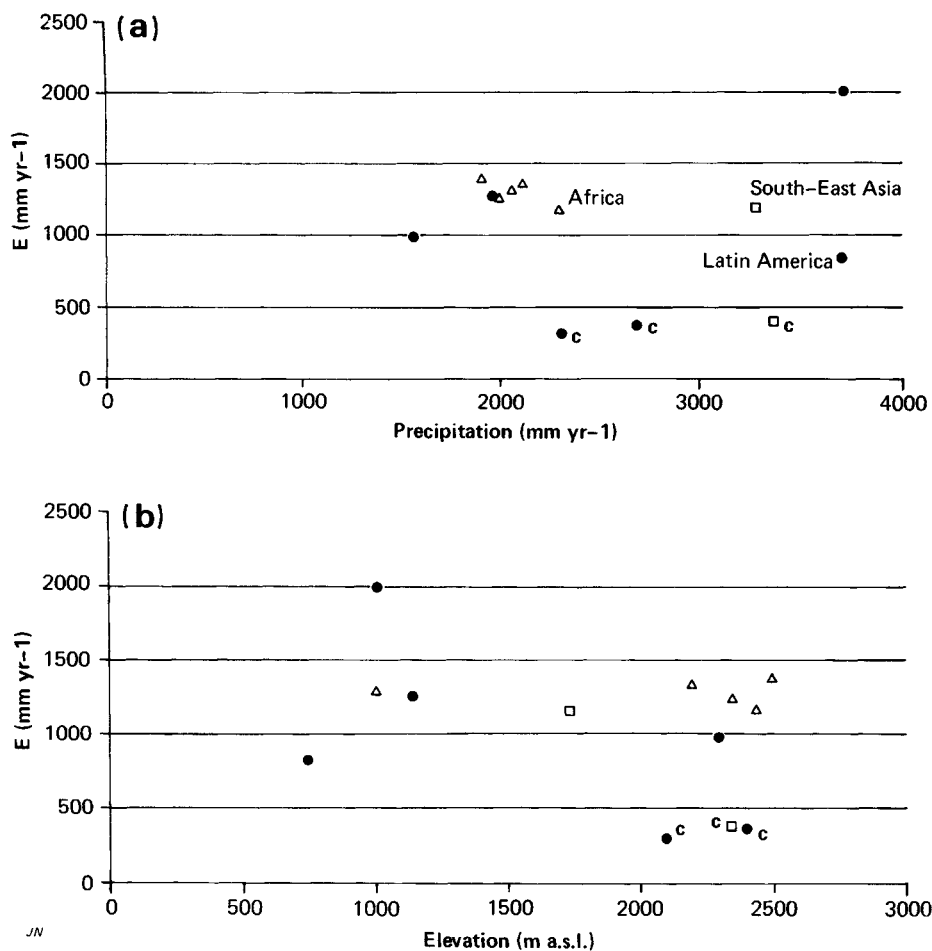 (a)
2500
2000
1500
1000
500
0
E (mm yr-1)
Africa
South-East Asia
Latin America
c
c
c
0 1000 2000 3000 4000
Precipitation (mm yr-1)
(b)
2500
2000
1500
1000
500
0
E (mm yr-1)
c
c
c
0 500 1000 1500 2000 2500 3000
Elevation (m a.s.l.)
JN